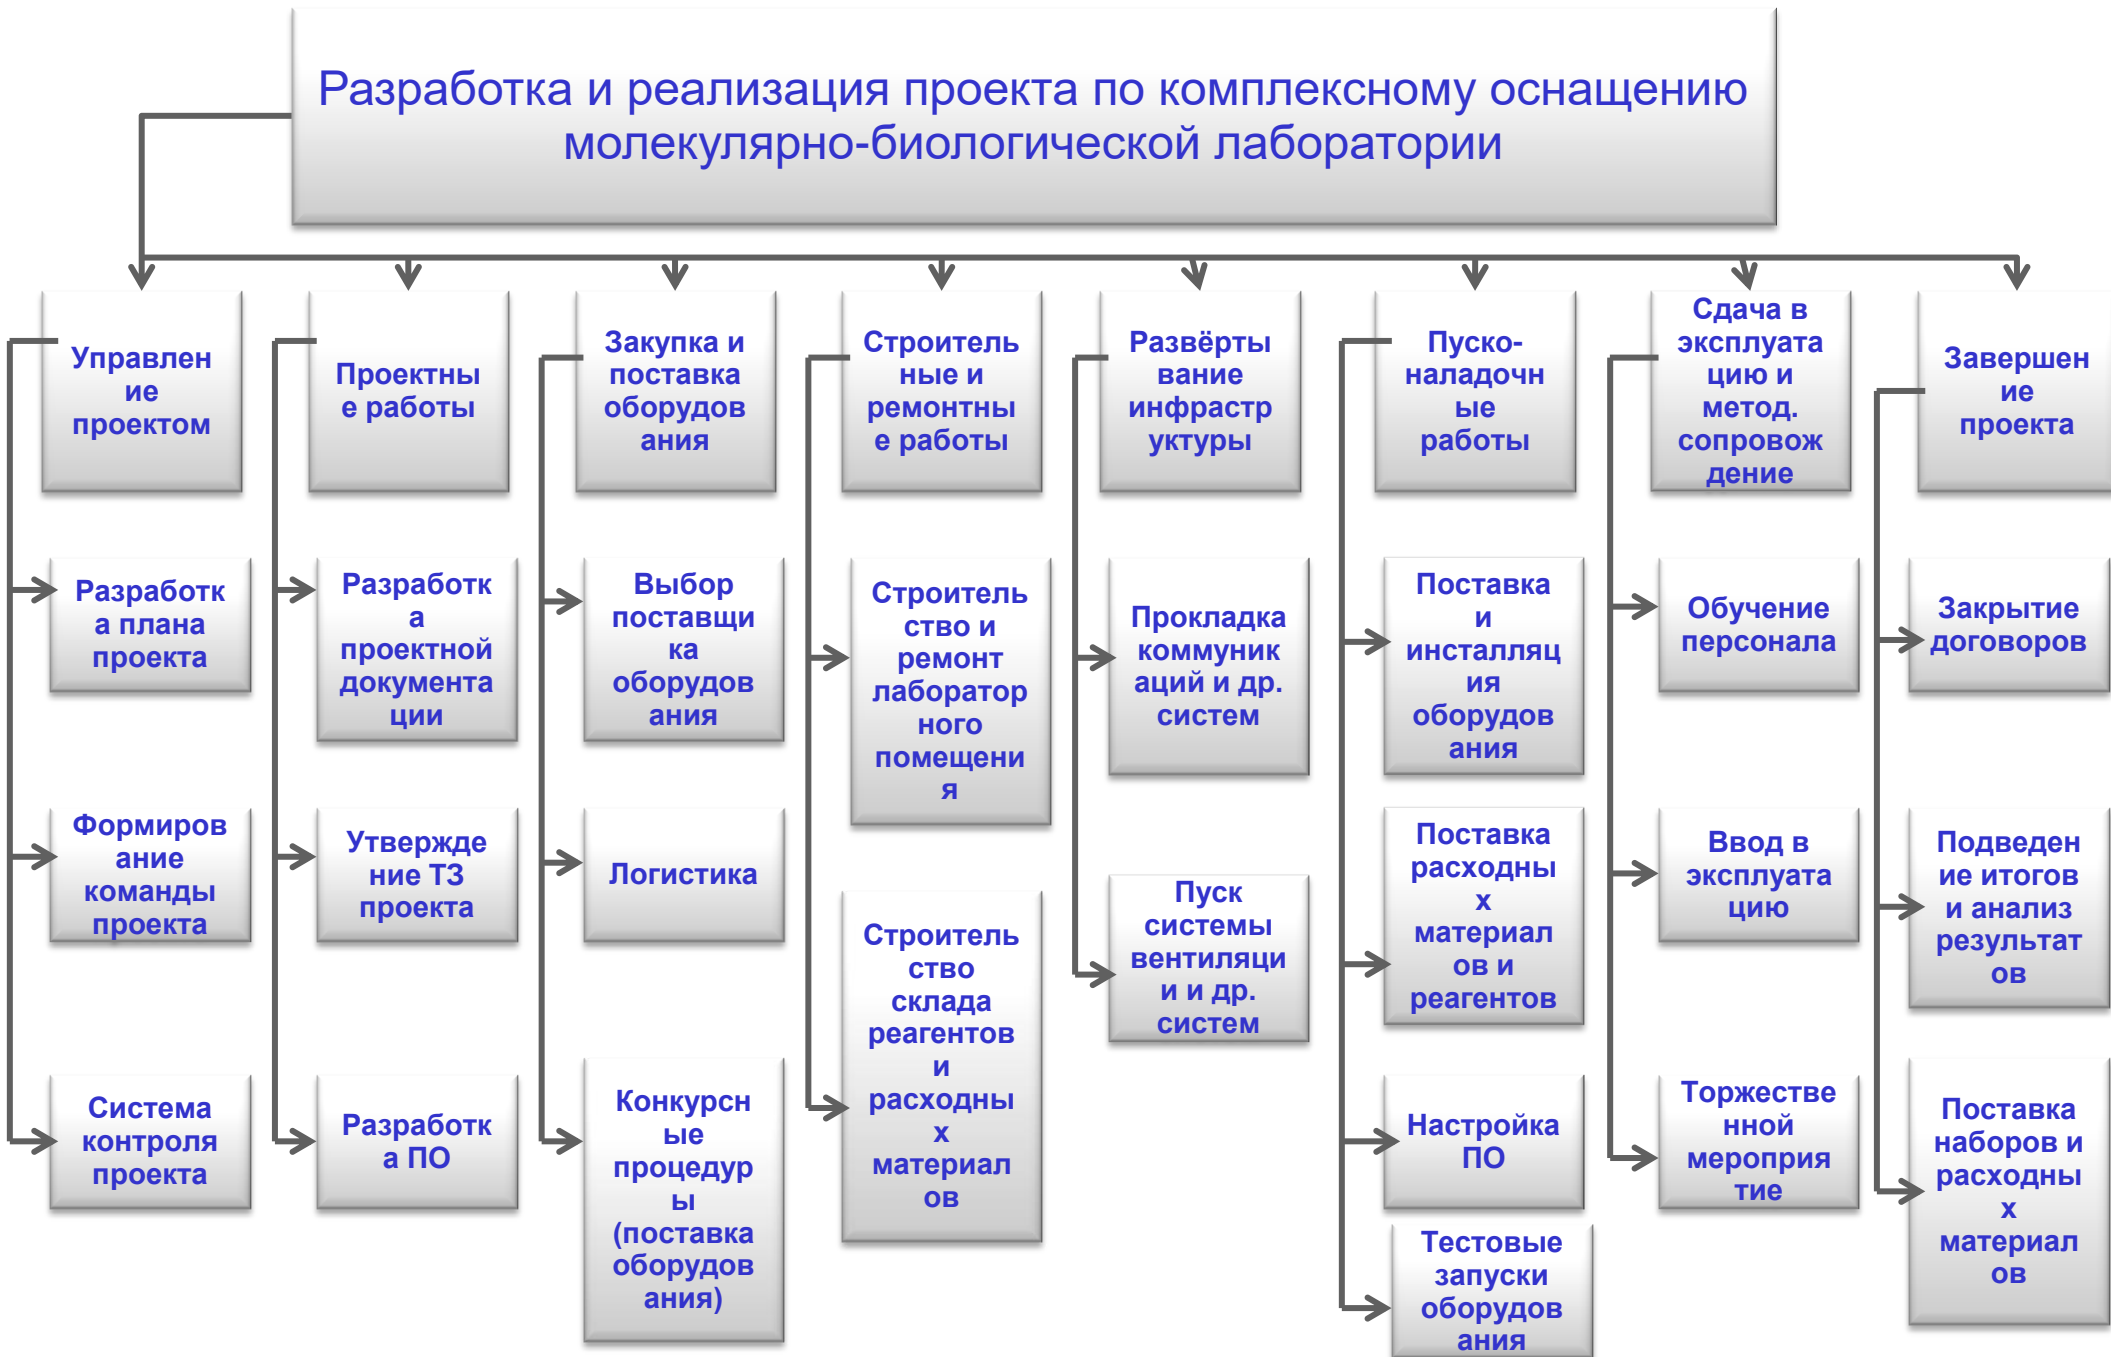 Разработка и реализация проекта по комплексному оснащению
молекулярно-биологической лаборатории
Управлен
ие
проектом
Проектны
е работы
Закупка и
поставка
оборудов
ания
Строитель
ные и
ремонтны
е работы
Развёрты
вание
инфрастр
уктуры
Пуско-
наладочн
ые
работы
Сдача в
эксплуата
цию и
метод.
сопровож
дение
Завершен
ие
проекта
Разработк
а плана
проекта
Формиров
ание
команды
проекта
Система
контроля
проекта
Разработк
а
проектной
документа
ции
Утвержде
ние ТЗ
проекта
Разработк
а ПО
Выбор
поставщи
ка
оборудов
ания
Логистика
Конкурсн
ые
процедур
ы
(поставка
оборудов
ания)
Строитель
ство и
ремонт
лаборатор
ного
помещени
я
Строитель
ство
склада
реагентов
и
расходны
х
материал
ов
Прокладка
коммуник
аций и др.
систем
Пуск
системы
вентиляци
и и др.
систем
Поставка
и
инсталляц
ия
оборудов
ания
Поставка
расходны
х
материал
ов и
реагентов
Настройка
ПО
Тестовые
запуски
оборудов
ания
Обучение
персонала
Ввод в
эксплуата
цию
Торжестве
нной
мероприя
тие
Закрытие
договоров
Подведен
ие итогов
и анализ
результат
ов
Поставка
наборов и
расходны
х
материал
ов